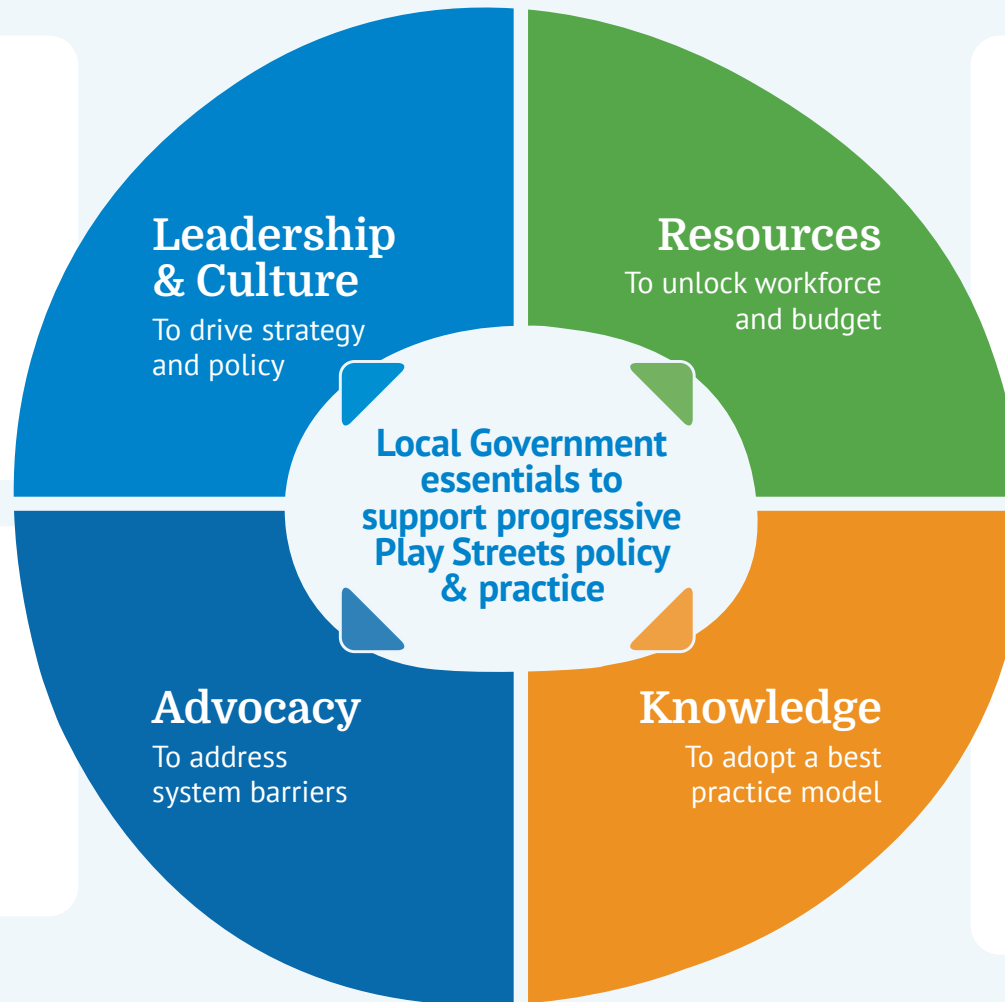 Leadership
& Culture
To drive strategy
and policy
Resources
To unlock workforce
and budget
Local Government
essentials to
support progressive
Play Streets policy
& practice
Advocacy
To address
system barriers
Knowledge
To adopt a best
practice model